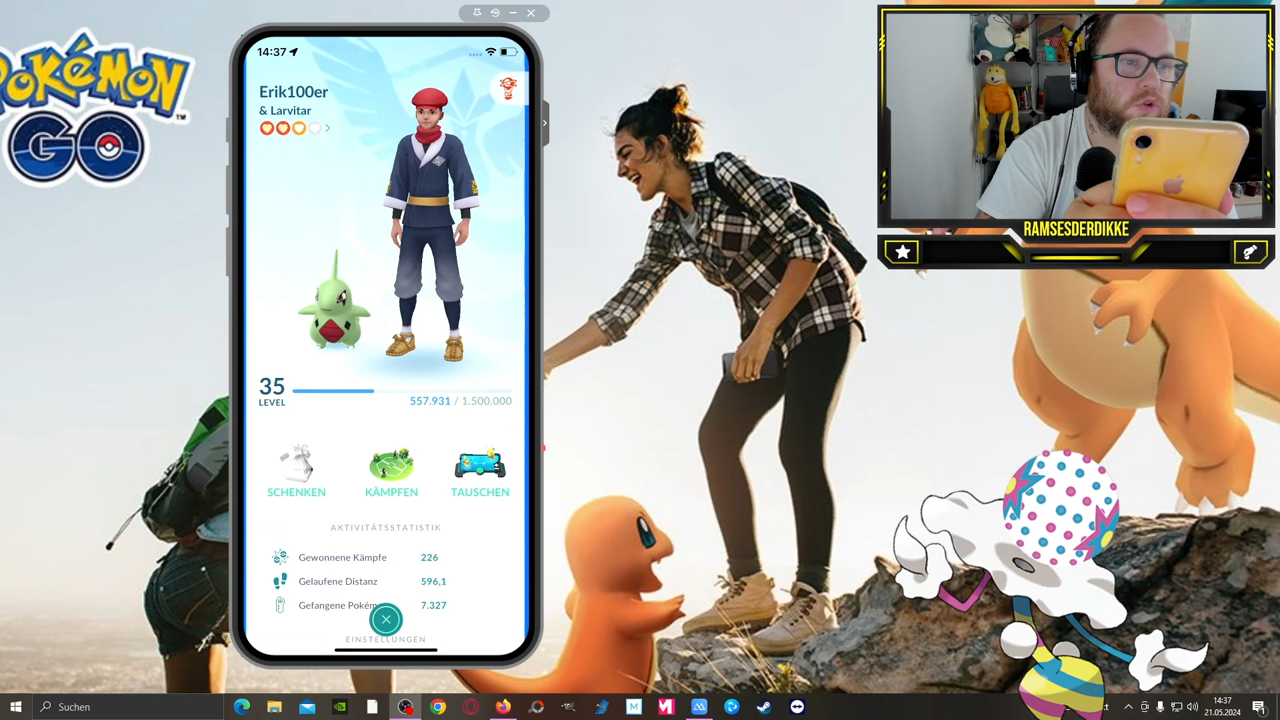 POKÉMON
GO
™
14:37
Erik100er
& Larvitar
35
LEVEL
557.931 / 1.500.000
SCHENKEN
KÄMPFEN
TAUSCHEN
AKTIVITÄTSSTATISTIK
Gewonnene Kämpfe 226
Gelaufene Distanz 596,1
Gefangene Pokém 7.327
EINSTELLUNGEN
RAMSESDERDIKKE
Suchen
14:37
21.05.2024